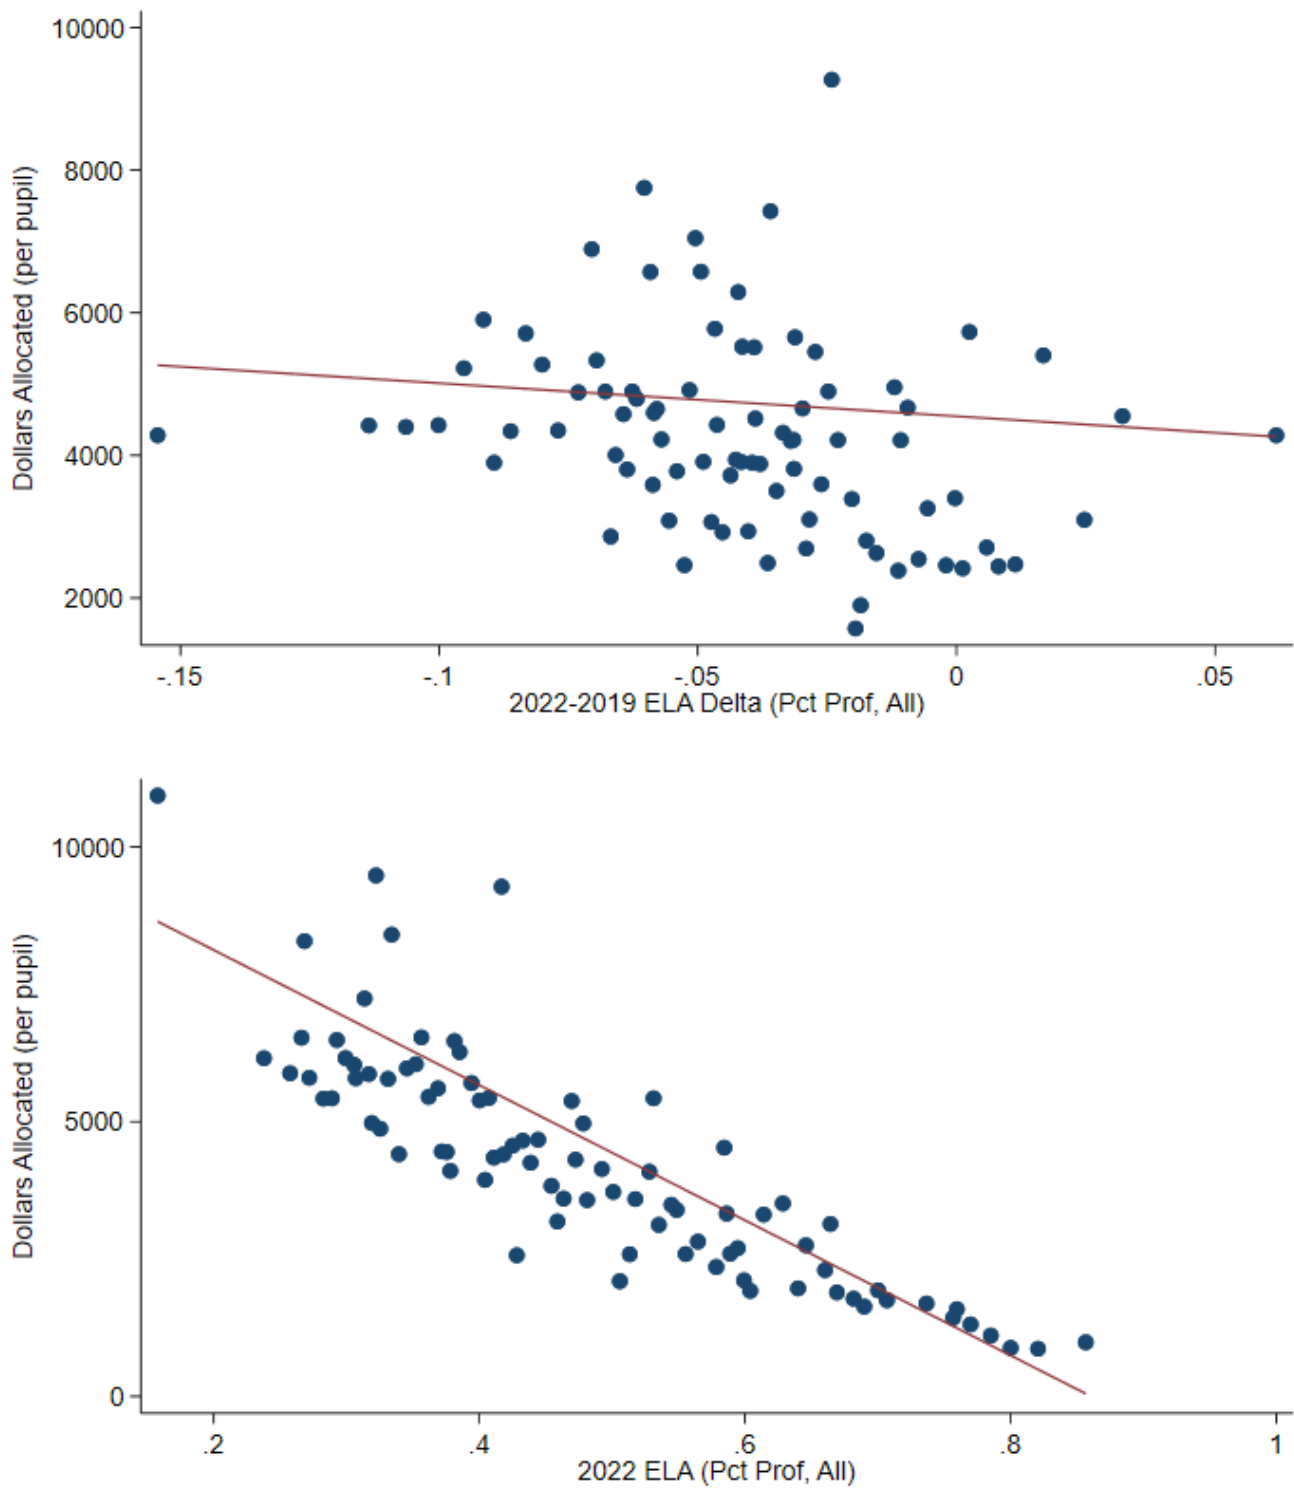 10000
8000
6000
4000
2000
Dollars Allocated (per pupil)
-.15 -.1 -.05 0 .05
2022-2019 ELA Delta (Pct Prof, All)
10000
5000
0
Dollars Allocated (per pupil)
.2 .4 .6 .8 1
2022 ELA (Pct Prof, All)